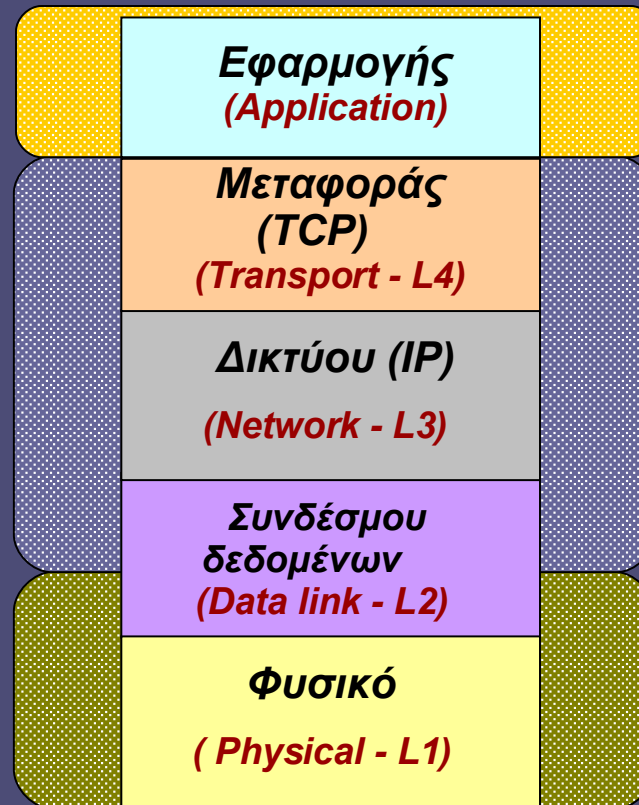 Εφαρμογής
(Application)
Μεταφοράς
(TCP)
(Transport - L4)
Δικτύου (IP)
(Network - L3)
Συνδέσμου
δεδομένων
(Data link - L2)
Φυσικό
( Physical - L1)